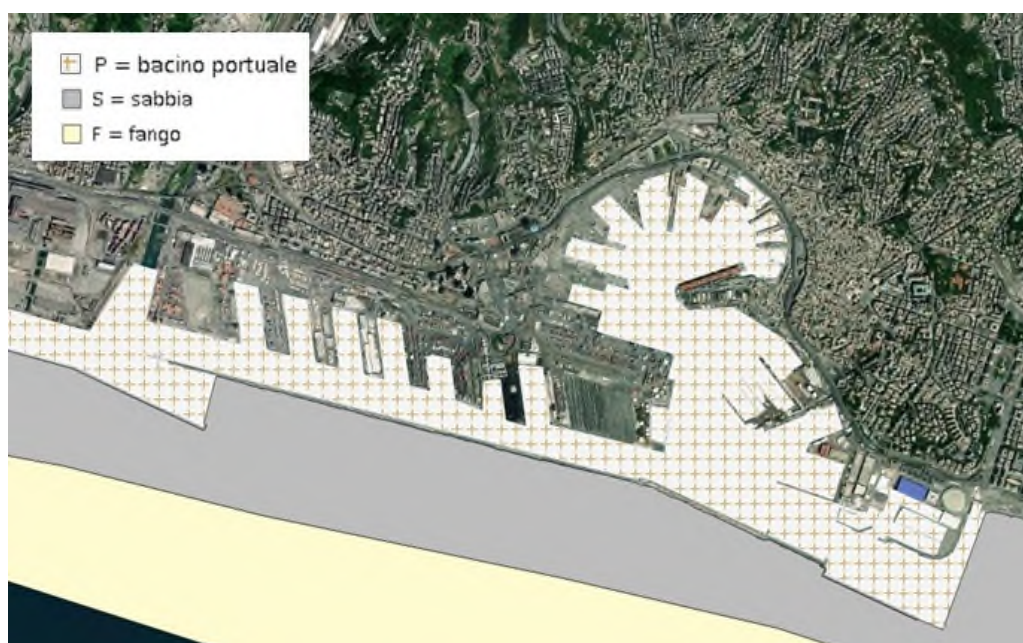 P = bacino portuale
S = sabbia
F = fango